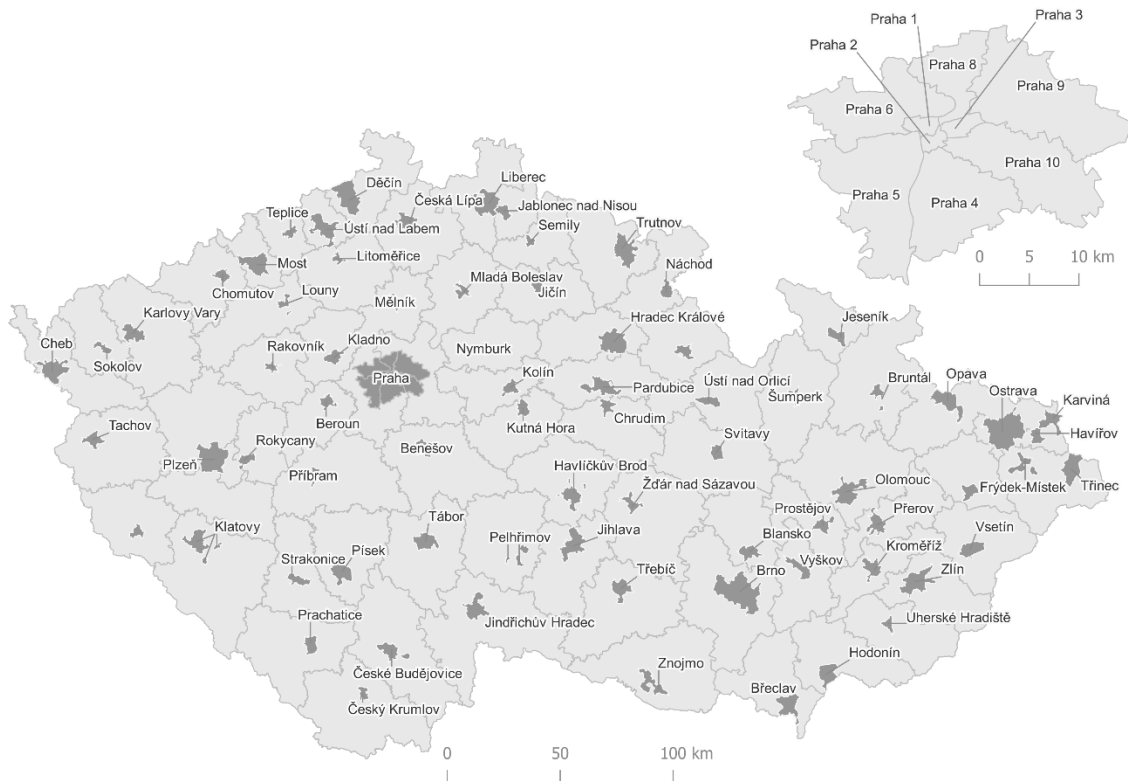 Praha 1
Praha 3
Praha 2
Praha 8
Praha 9
Praha 6
Praha 10
Praha 5
Praha 4
0 5 10 km
Děčín
Liberec
Česká Lípa
Jablonec nad Nisou
Teplice
Ústí nad Labem
Semily
Trutnov
Most
Litoměřice
Náchod
Mladá Boleslav
Chomutov
Louny
Mělník
Jičín
Karlovy Vary
Hradec Králové
Jeseník
Cheb
Rakovník
Kladno
Nymburk
Sokolov
Praha
Kolín
Pardubice
Ústí nad Orlicí
Šumperk
Bruntál
Opava
Ostrava
Beroun
Karviná
Tachov
Kutná Hora
Chrudim
Havířov
Rokycany
Benešov
Svitavy
Plzeň
Příbram
Havlíčkův Brod
Žďár nad Sázavou
Olomouc
Frýdek-Místek
Třinec
Prostějov
Přerov
Klatovy
Tábor
Pelhřimov
Jihlava
Blansko
Vsetín
Strakonice
Písek
Třebíč
Brno
Vyškov
Kroměříž
Zlín
Prachatice
Jindřichův Hradec
Uherské Hradiště
České Budějovice
Znojmo
Hodonín
Břeclav
Český Krumlov
0 50 100 km